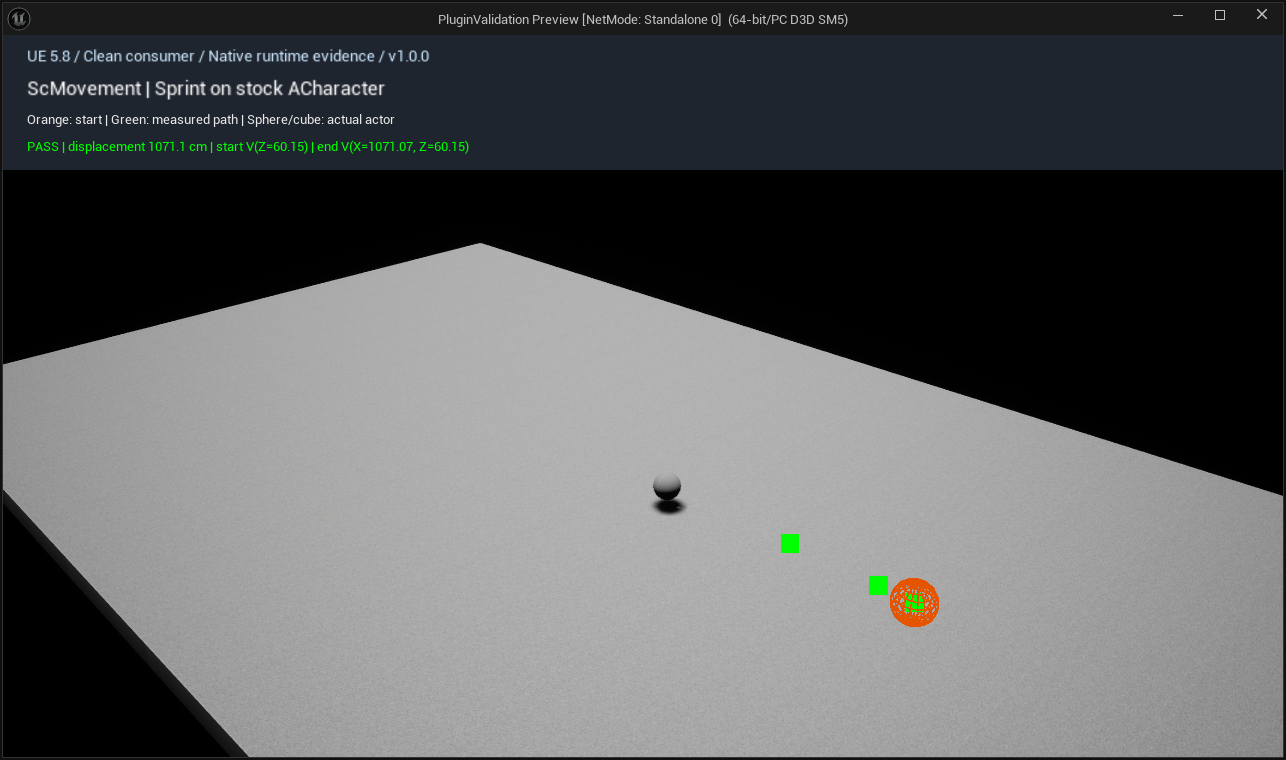 PluginValidation Preview [NetMode: Standalone 0]  (64-bit/PC D3D SM5)
UE 5.8 / Clean consumer / Native runtime evidence / v1.0.0
ScMovement | Sprint on stock ACharacter
Orange: start | Green: measured path | Sphere/cube: actual actor
PASS | displacement 1071.1 cm | start V(Z=60.15) | end V(X=1071.07, Z=60.15)